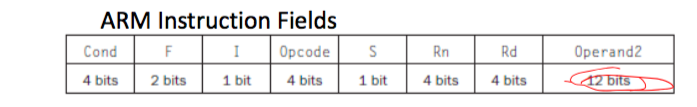 ARM Instruction Fields
Cond F I Opcode S Rn Rd Operand2
4 bits 2 bits 1 bit 4 bits 1 bit 4 bits 4 bits 12 bits